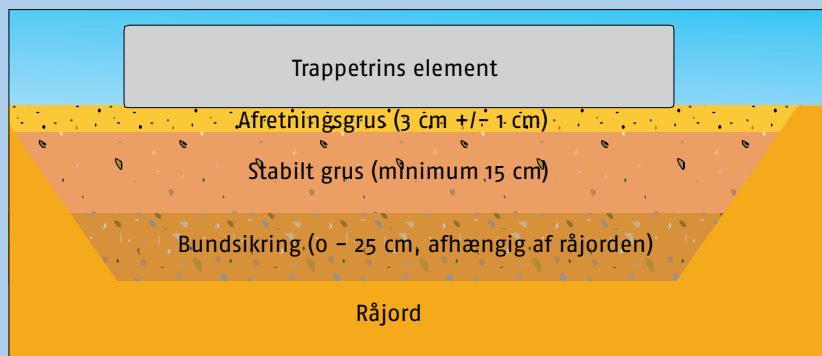 Trappetrins element
Afretningsgrus (3 cm +/- 1 cm)
Stabilt grus (minimum 15 cm)
Bundsikring (0 - 25 cm, afhængig af råjorden)
Råjord